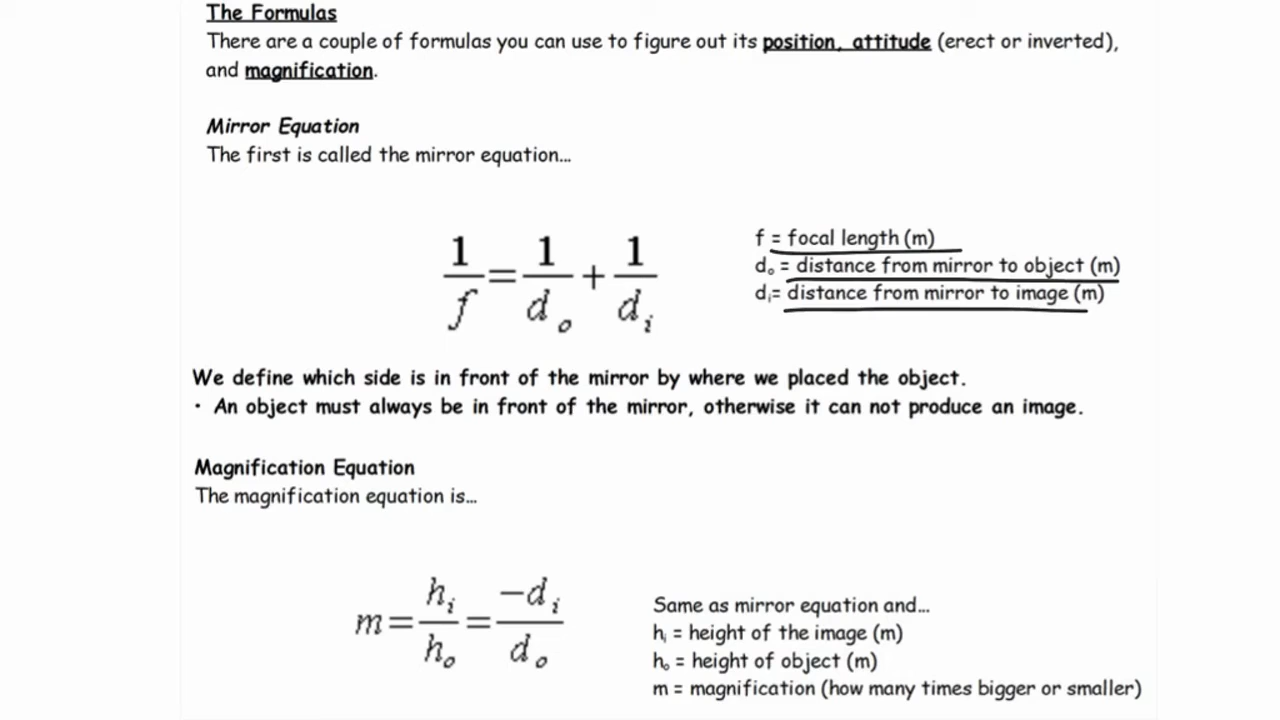 The Formulas
There are a couple of formulas you can use to figure out its position, attitude (erect or inverted),
and magnification.
Mirror Equation
The first is called the mirror equation...
1/f = 1/dₒ + 1/dᵢ
f = focal length (m)
dₒ = distance from mirror to object (m)
dᵢ= distance from mirror to image (m)
We define which side is in front of the mirror by where we placed the object.
· An object must always be in front of the mirror, otherwise it can not produce an image.
Magnification Equation
The magnification equation is...
m = hᵢ/hₒ = -dᵢ/dₒ
Same as mirror equation and...
hᵢ = height of the image (m)
hₒ = height of object (m)
m = magnification (how many times bigger or smaller)